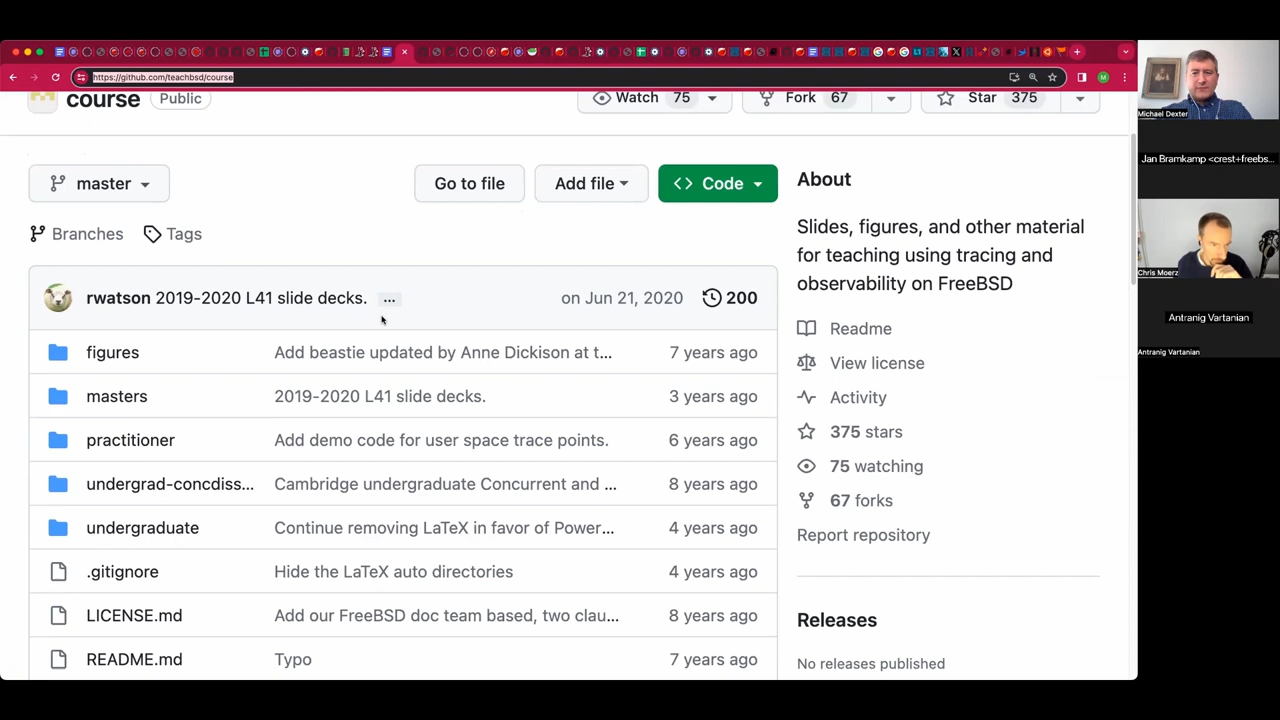 https://github.com/teachbsd/course
course Public
Watch 75
Fork 67
Star 375
master
Go to file
Add file
Code
Branches
Tags
rwatson 2019-2020 L41 slide decks. ...
on Jun 21, 2020
200
figures
Add beastie updated by Anne Dickison at t...
7 years ago
masters
2019-2020 L41 slide decks.
3 years ago
practitioner
Add demo code for user space trace points.
6 years ago
undergrad-concdiss...
Cambridge undergraduate Concurrent and ...
8 years ago
undergraduate
Continue removing LaTeX in favor of Power...
4 years ago
.gitignore
Hide the LaTeX auto directories
4 years ago
LICENSE.md
Add our FreeBSD doc team based, two clau...
8 years ago
README.md
Typo
7 years ago
About
Slides, figures, and other material
for teaching using tracing and
observability on FreeBSD
Readme
View license
Activity
375 stars
75 watching
67 forks
Report repository
Releases
No releases published
Michael Dexter
Jan Bramkamp <crest+freebs...
Chris Moerz
Antranig Vartanian
Antranig Vartanian